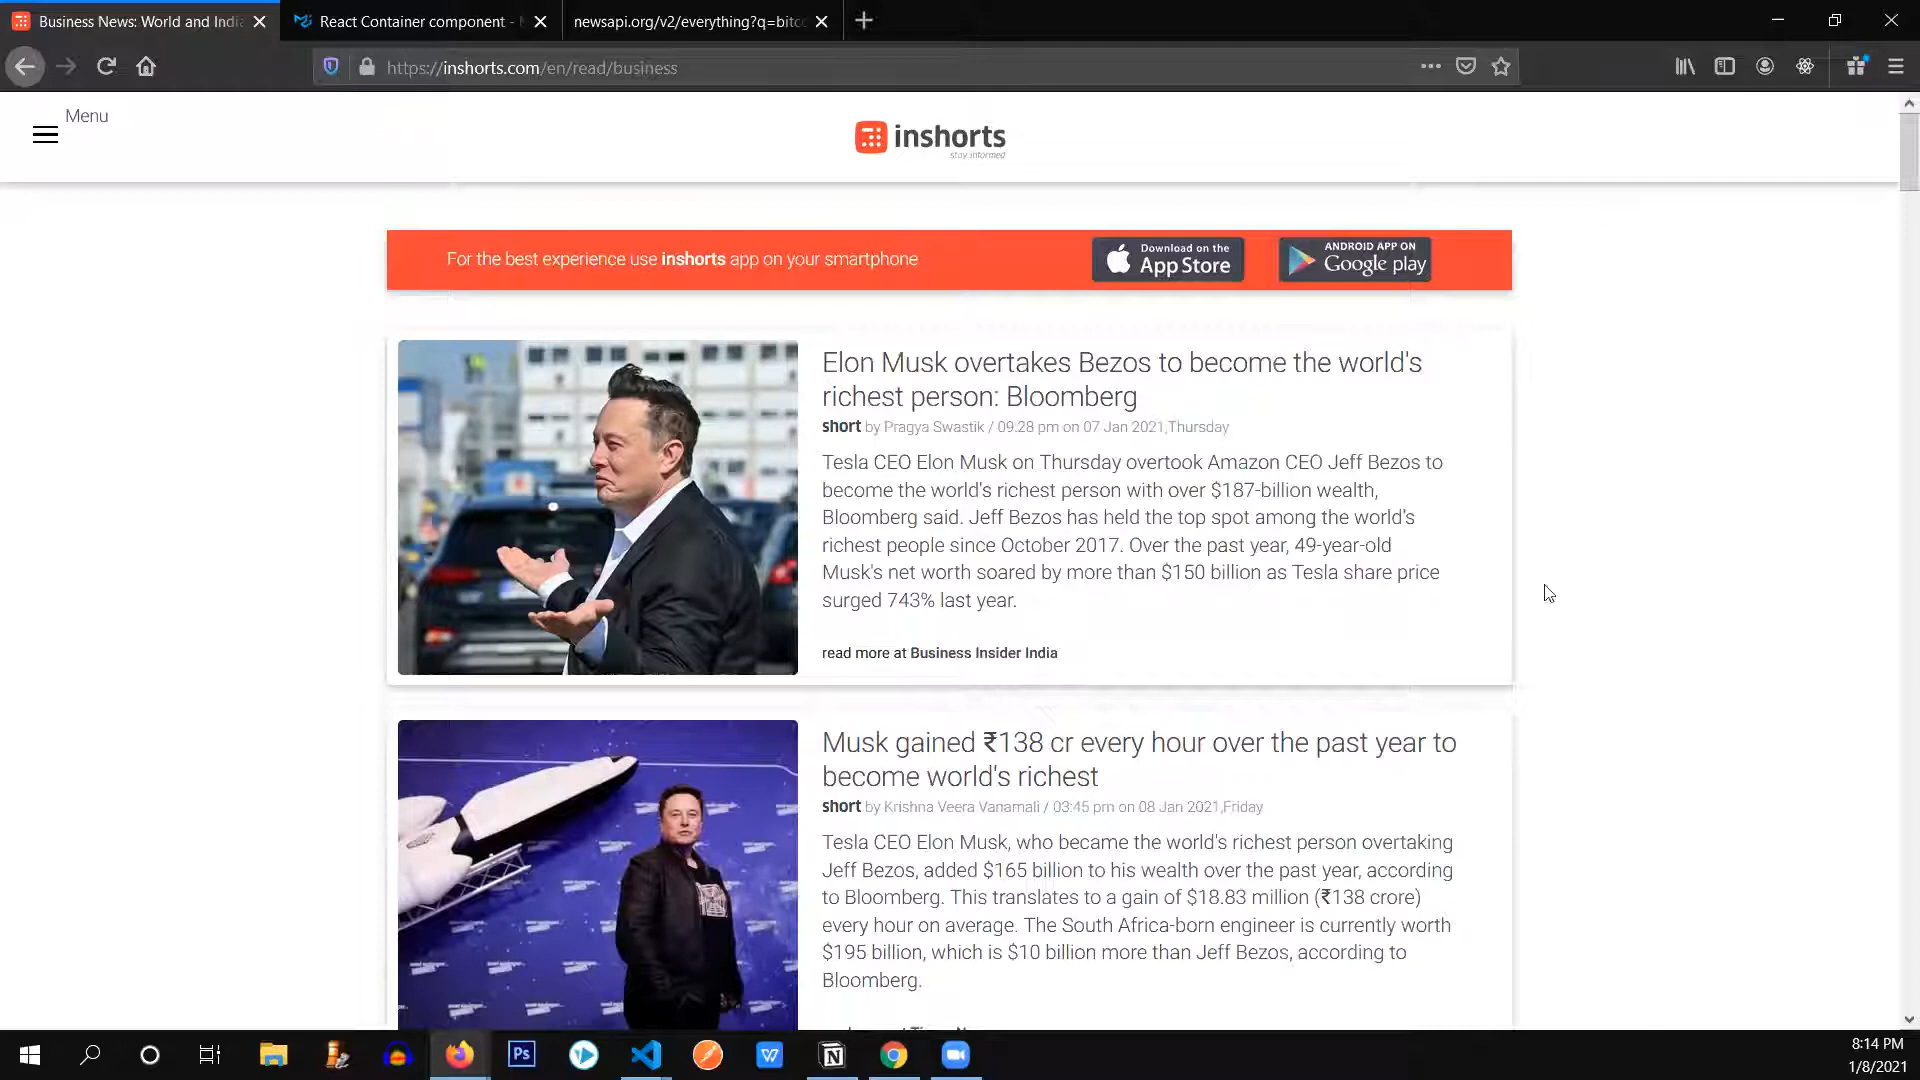 Business News: World and India
React Container component -
newsapi.org/v2/everything?q=bitc
https://inshorts.com/en/read/business
Menu
inshorts
stay informed
For the best experience use inshorts app on your smartphone
Download on the
App Store
ANDROID APP ON
Google play
Elon Musk overtakes Bezos to become the world's
richest person: Bloomberg
short by Pragya Swastik / 09:28 pm on 07 Jan 2021,Thursday
Tesla CEO Elon Musk on Thursday overtook Amazon CEO Jeff Bezos to
become the world's richest person with over $187-billion wealth,
Bloomberg said. Jeff Bezos has held the top spot among the world's
richest people since October 2017. Over the past year, 49-year-old
Musk's net worth soared by more than $150 billion as Tesla share price
surged 743% last year.
read more at Business Insider India
Musk gained ₹138 cr every hour over the past year to
become world's richest
short by Krishna Veera Vanamali / 03:45 pm on 08 Jan 2021,Friday
Tesla CEO Elon Musk, who became the world's richest person overtaking
Jeff Bezos, added $165 billion to his wealth over the past year, according
to Bloomberg. This translates to a gain of $18.83 million (₹138 crore)
every hour on average. The South Africa-born engineer is currently worth
$195 billion, which is $10 billion more than Jeff Bezos, according to
Bloomberg.
Ps
W
N
8:14 PM
1/8/2021